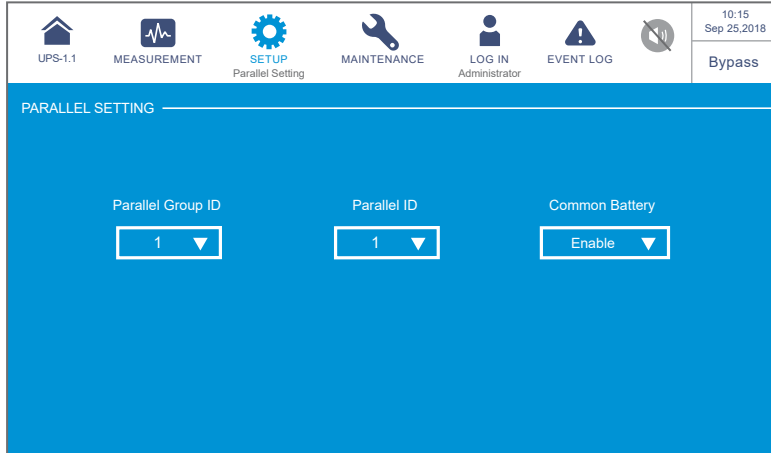 10:15
Sep 25,2018
UPS-1.1
MEASUREMENT
SETUP
MAINTENANCE
LOG IN
EVENT LOG
Bypass
Parallel Setting
Administrator
PARALLEL SETTING
Parallel Group ID
Parallel ID
Common Battery
1
1
Enable